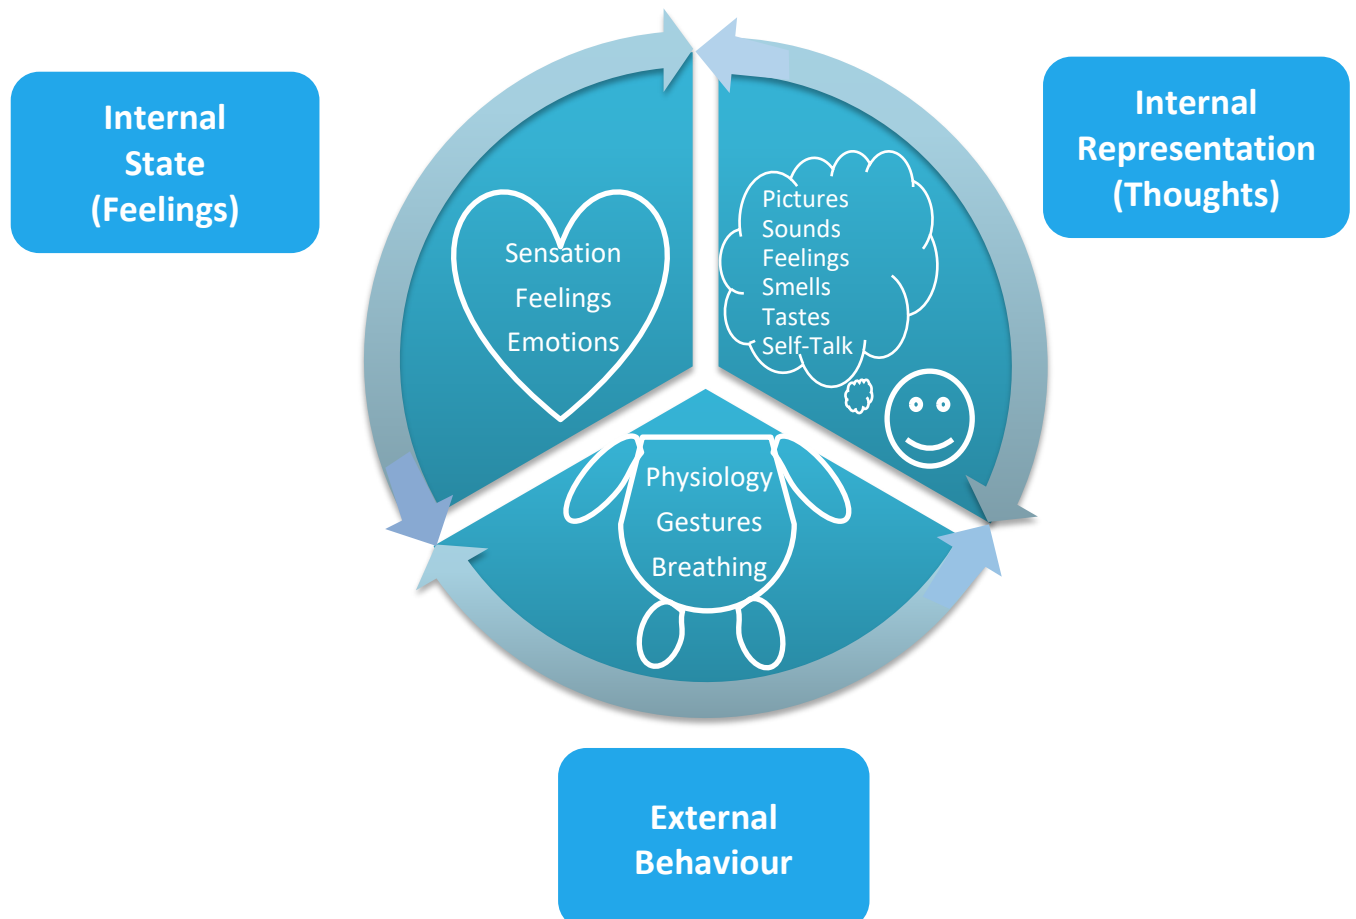 Internal
State
(Feelings)
Internal
Representation
(Thoughts)
Sensation
Feelings
Emotions
Pictures
Sounds
Feelings
Smells
Tastes
Self-Talk
Physiology
Gestures
Breathing
External
Behaviour